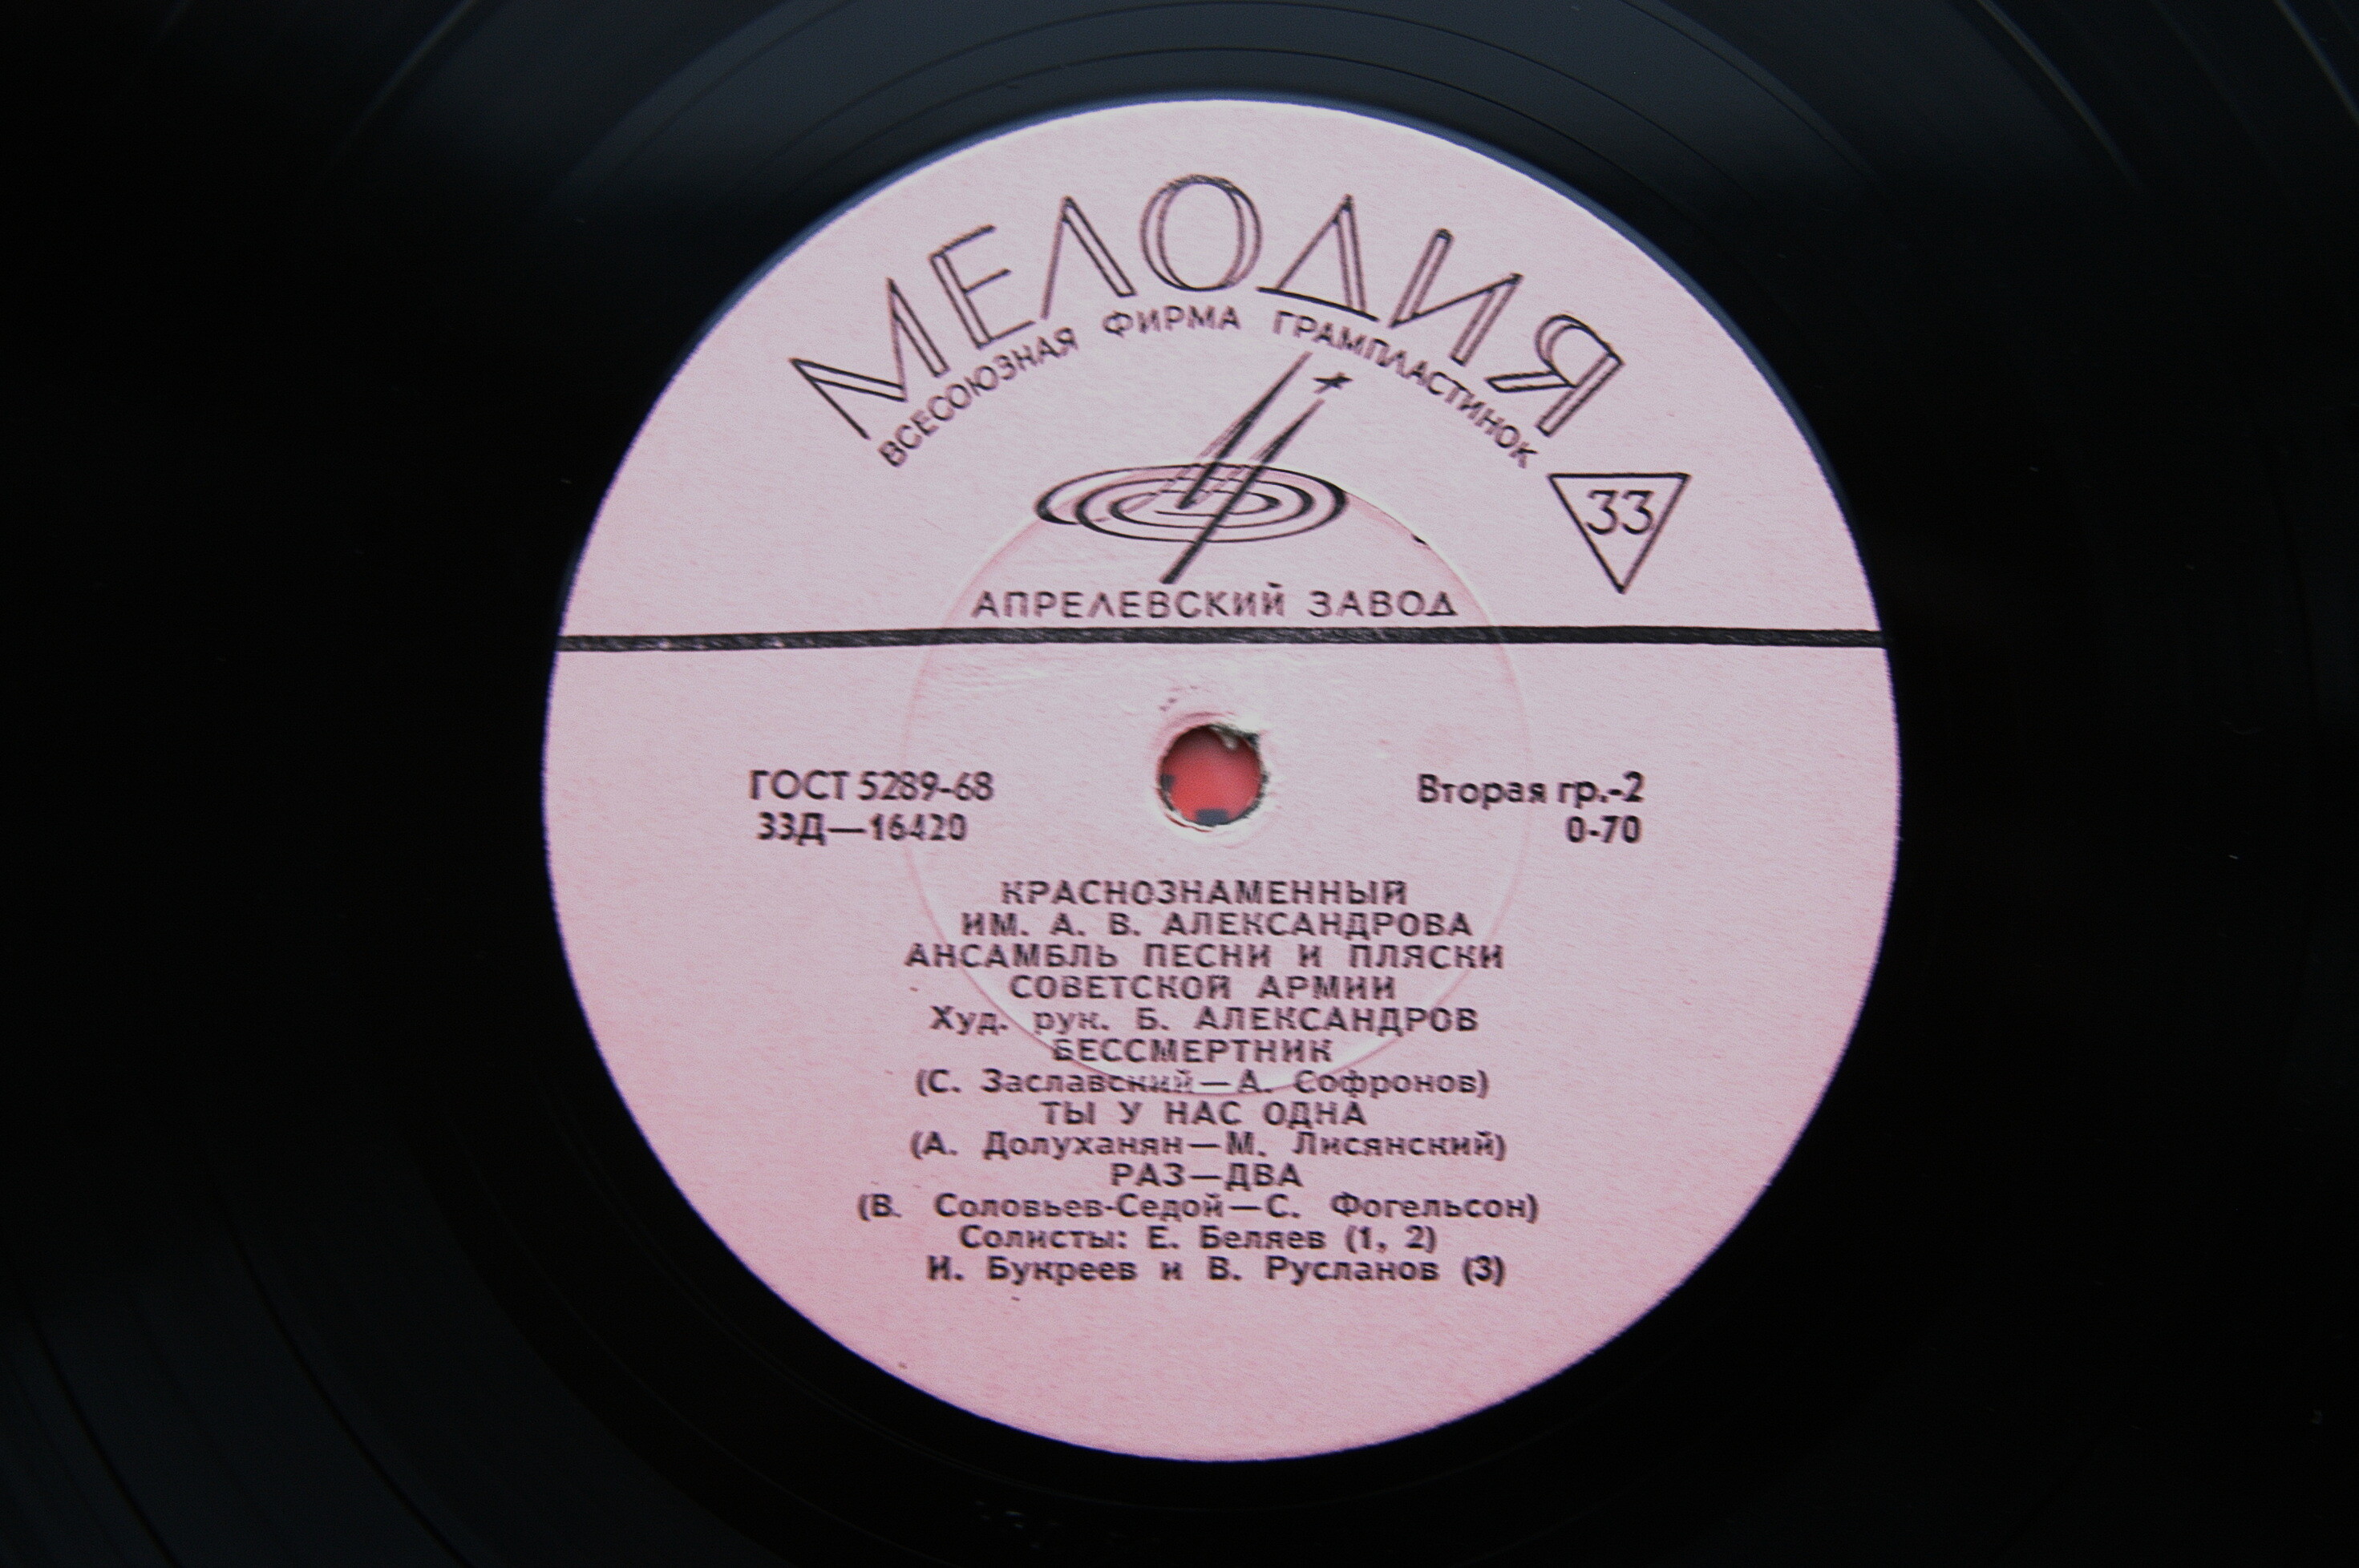 МЕЛОДИЯ
ВСЕСОЮЗНАЯ ФИРМА ГРАМПЛАСТИНОК
33
АПРЕЛЕВСКИЙ ЗАВОД
ГОСТ 5289-68
Вторая гр.-2
33Д—16420
0-70
КРАСНОЗНАМЕННЫЙ
ИМ. А. В. АЛЕКСАНДРОВА
АНСАМБЛЬ ПЕСНИ И ПЛЯСКИ
СОВЕТСКОЙ АРМИИ
Худ. рук. Б. АЛЕКСАНДРОВ
БЕССМЕРТНИК
(С. Заславский—А. Софронов)
ТЫ У НАС ОДНА
(А. Долуханян—М. Лисянский)
РАЗ—ДВА
(В. Соловьев-Седой—С. Фогельсон)
Солисты: Е. Беляев (1, 2)
И. Букреев и В. Русланов (3)